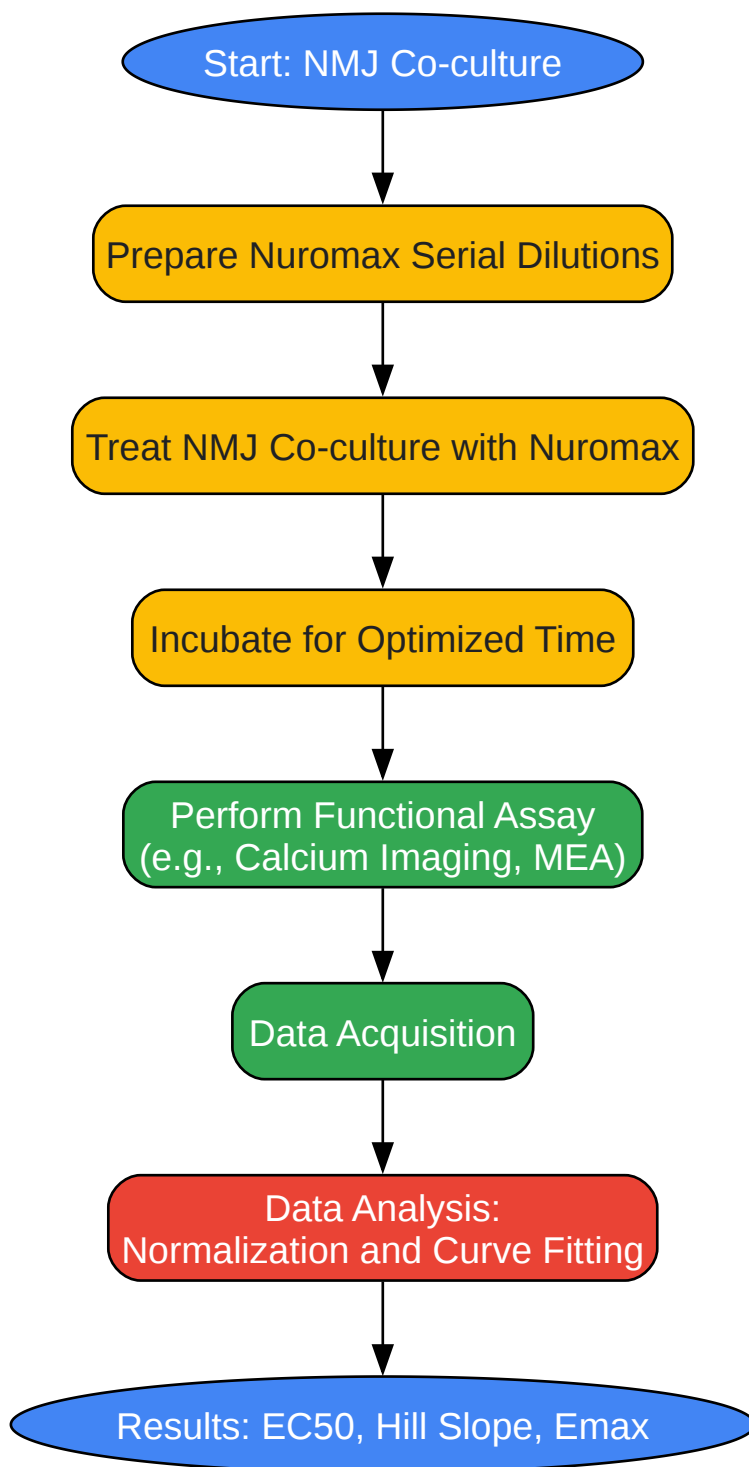 Start: NMJ Co-culture
Prepare Nuromax Serial Dilutions
Treat NMJ Co-culture with Nuromax
Incubate for Optimized Time
Perform Functional Assay
(e.g., Calcium Imaging, MEA)
Data Acquisition
Data Analysis:
Normalization and Curve Fitting
Results: EC50, Hill Slope, Emax